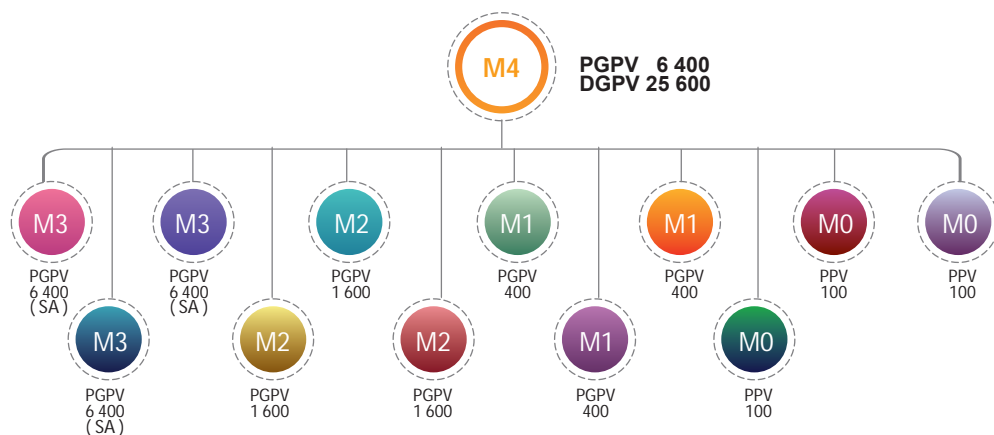 M4
PGPV 6 400
DGPV 25 600
M3
PGPV
6 400
( SA )
M3
PGPV
6 400
( SA )
M2
PGPV
1 600
M1
PGPV
400
M1
PGPV
400
M0
PPV
100
M0
PPV
100
M3
PGPV
6 400
( SA )
M2
PGPV
1 600
M2
PGPV
1 600
M1
PGPV
400
M0
PPV
100